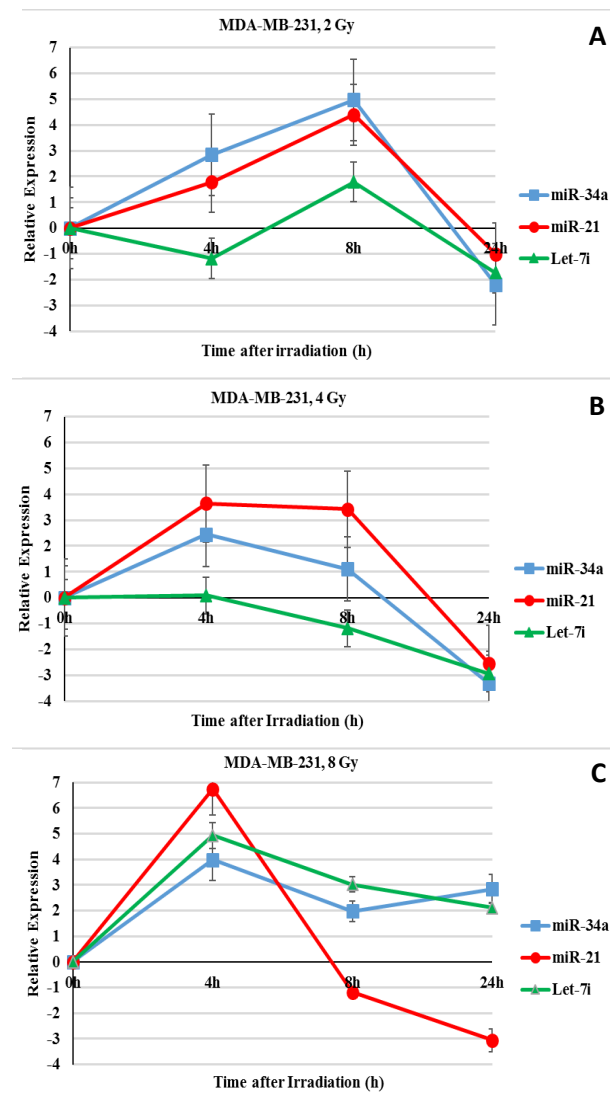 MDA-MB-231, 2 Gy
A
7
6
5
4
3
2
1
0
-1
-2
-3
-4
Relative Expression
0h
4h
8h
24h
Time after irradiation (h)
miR-34a
miR-21
Let-7i
MDA-MB-231, 4 Gy
B
7
6
5
4
3
2
1
0
-1
-2
-3
-4
Relative Expression
0h
4h
8h
24h
Time after Irradiation (h)
miR-34a
miR-21
Let-7i
MDA-MB-231, 8 Gy
C
7
6
5
4
3
2
1
0
-1
-2
-3
-4
Relative Expression
0h
4h
8h
24h
Time after Irradiation (h)
miR-34a
miR-21
Let-7i